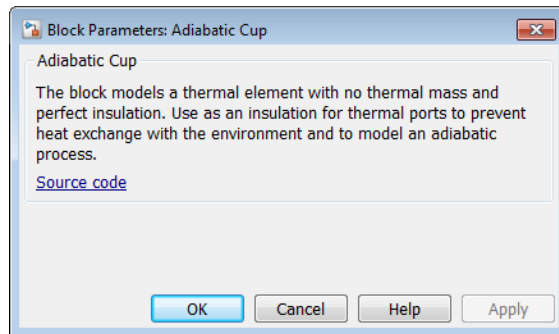 Block Parameters: Adiabatic Cup
Adiabatic Cup
The block models a thermal element with no thermal mass and
perfect insulation. Use as an insulation for thermal ports to prevent
heat exchange with the environment and to model an adiabatic
process.
Source code
OK Cancel Help Apply